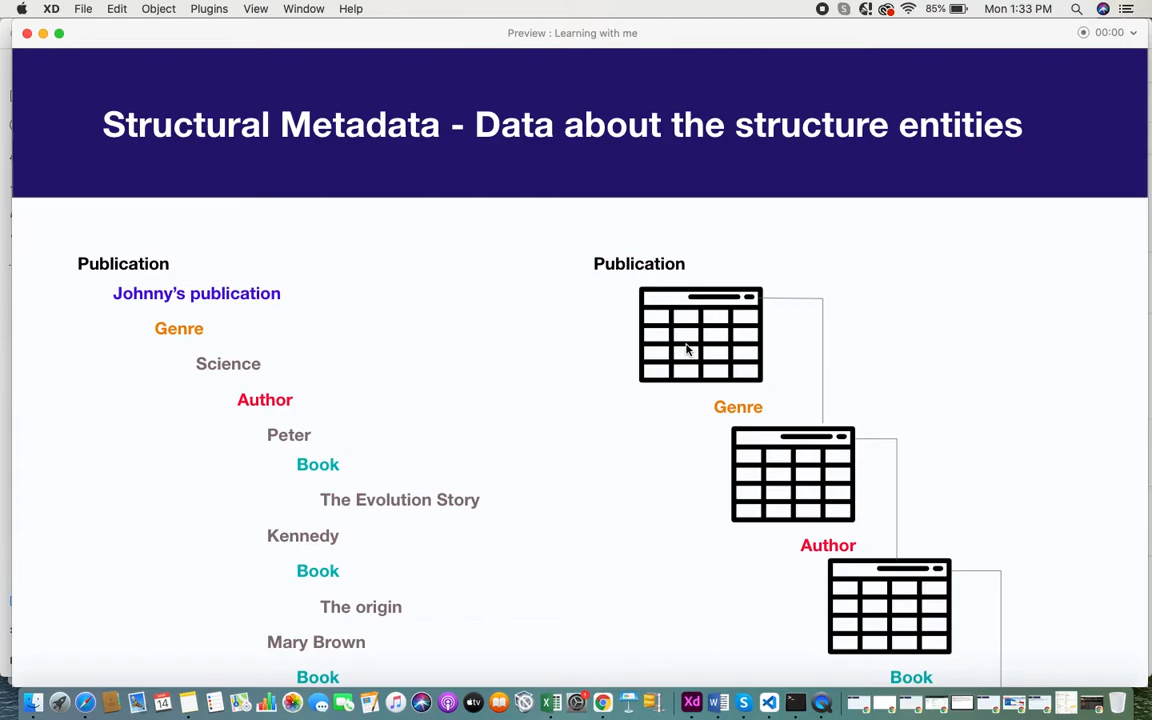 XD File Edit Object Plugins View Window Help 85% Mon 1:33 PM
Preview : Learning with me 00:00
Structural Metadata - Data about the structure entities
Publication
Johnny's publication
Genre
Science
Author
Peter
Book
The Evolution Story
Kennedy
Book
The origin
Mary Brown
Book
Publication
Genre
Author
Book